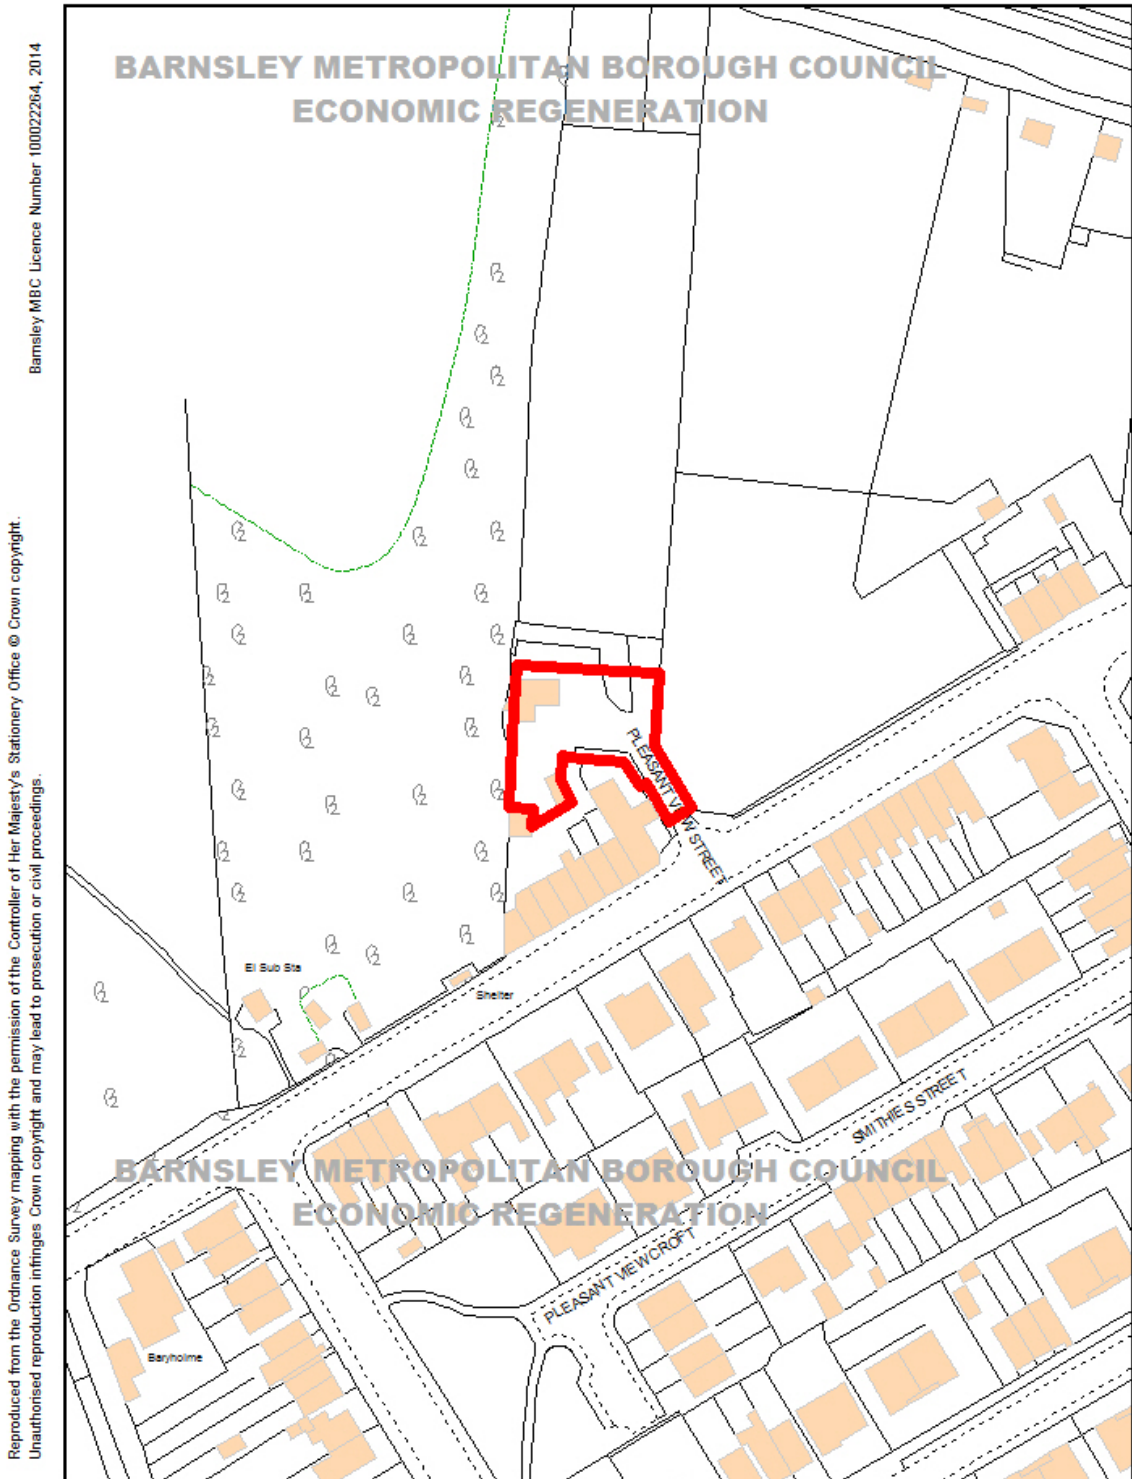 BARNSLEY METROPOLITAN BOROUGH COUNCIL
ECONOMIC REGENERATION
Barnsley MBC Licence Number 100022264, 2014
Reproduced from the Ordnance Survey mapping with the permission of the Controller of Her Majesty's Stationery Office © Crown copyright.
Unauthorised reproduction infringes Crown copyright and may lead to prosecution or civil proceedings.
PLEASANT VIEW STREET
El Sub Sta
Shelter
SMITHIES STREET
BARNSLEY METROPOLITAN BOROUGH COUNCIL
ECONOMIC REGENERATION
PLEASANT VIEW CROFT
Baryholme